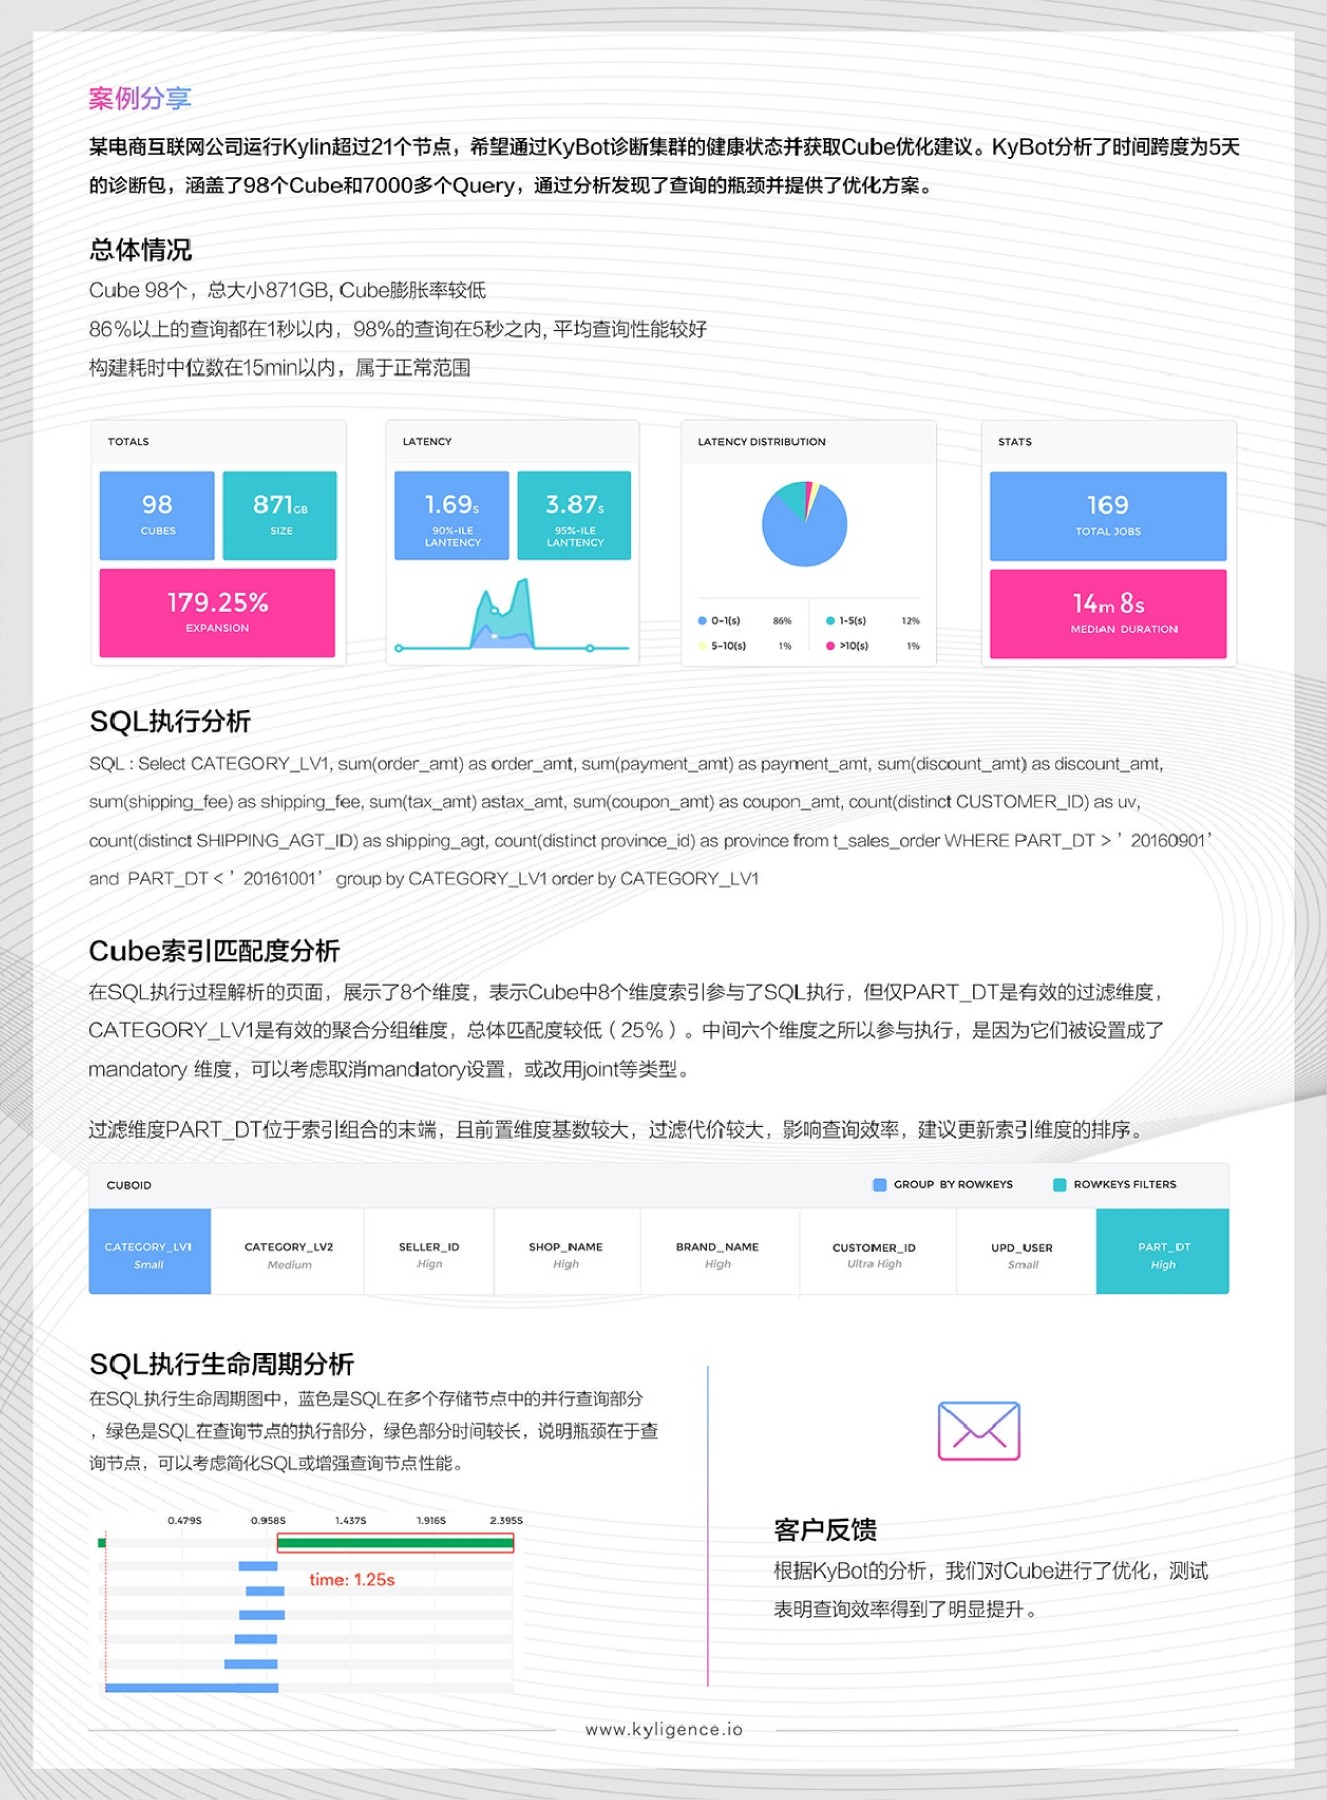 案例分享
某电商互联网公司运行Kylin超过21个节点，希望通过KyBot诊断集群的健康状态并获取Cube优化建议。KyBot分析了时间跨度为5天
的诊断包，涵盖了98个Cube和7000多个Query，通过分析发现了查询的瓶颈并提供了优化方案。
总体情况
Cube 98个，总大小871GB, Cube膨胀率较低
86%以上的查询都在1秒以内，98%的查询在5秒之内, 平均查询性能较好
构建耗时中位数在15min以内，属于正常范围
TOTALS
98
CUBES
871GB
SIZE
179.25%
EXPANSION
LATENCY
1.69s
90%-ILE
LANTENCY
3.87s
95%-ILE
LANTENCY
LATENCY DISTRIBUTION
0-1(s) 86%
1-5(s) 12%
5-10(s) 1%
>10(s) 1%
STATS
169
TOTAL JOBS
14m 8s
MEDIAN DURATION
SQL执行分析
SQL : Select CATEGORY_LV1, sum(order_amt) as order_amt, sum(payment_amt) as payment_amt, sum(discount_amt) as discount_amt,
sum(shipping_fee) as shipping_fee, sum(tax_amt) astax_amt, sum(coupon_amt) as coupon_amt, count(distinct CUSTOMER_ID) as uv,
count(distinct SHIPPING_AGT_ID) as shipping_agt, count(distinct province_id) as province from t_sales_order WHERE PART_DT > ’ 20160901’
and PART_DT < ’ 20161001’ group by CATEGORY_LV1 order by CATEGORY_LV1
Cube索引匹配度分析
在SQL执行过程解析的页面，展示了8个维度，表示Cube中8个维度索引参与了SQL执行，但仅PART_DT是有效的过滤维度，
CATEGORY_LV1是有效的聚合分组维度，总体匹配度较低（25%）。中间六个维度之所以参与执行，是因为它们被设置成了
mandatory 维度，可以考虑取消mandatory设置，或改用joint等类型。
过滤维度PART_DT位于索引组合的末端，且前置维度基数较大，过滤代价较大，影响查询效率，建议更新索引维度的排序。
CUBOID
GROUP BY ROWKEYS
ROWKEYS FILTERS
CATEGORY_LV1
Small
CATEGORY_LV2
Medium
SELLER_ID
Hign
SHOP_NAME
High
BRAND_NAME
High
CUSTOMER_ID
Ultra High
UPD_USER
Small
PART_DT
High
SQL执行生命周期分析
在SQL执行生命周期图中，蓝色是SQL在多个存储节点中的并行查询部分
，绿色是SQL在查询节点的执行部分，绿色部分时间较长，说明瓶颈在于查
询节点，可以考虑简化SQL或增强查询节点性能。
0.479S 0.958S 1.437S 1.916S 2.395S
time: 1.25s
客户反馈
根据KyBot的分析，我们对Cube进行了优化，测试
表明查询效率得到了明显提升。
www.kyligence.io